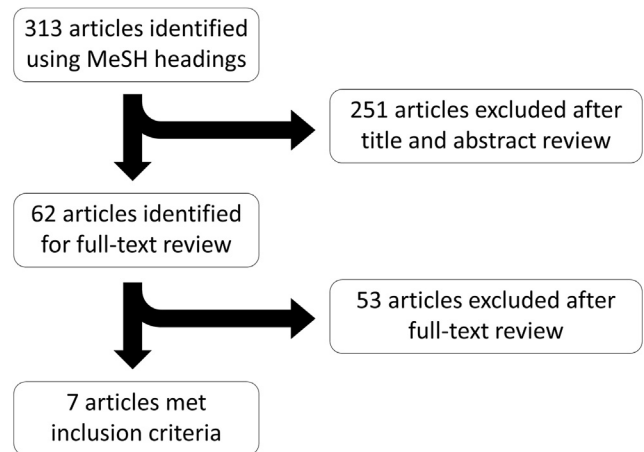 313 articles identified
using MeSH headings
251 articles excluded after
title and abstract review
62 articles identified
for full-text review
53 articles excluded after
full-text review
7 articles met
inclusion criteria